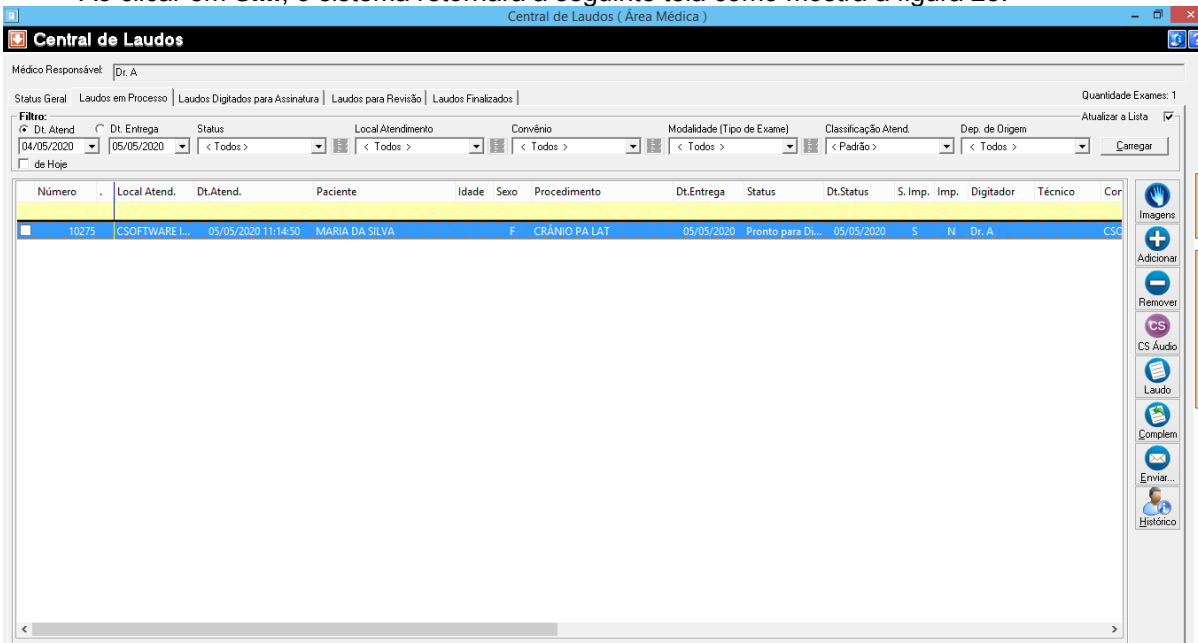 Central de Laudos ( Área Médica )
Central de Laudos
Médico Responsável: Dr. A
Status Geral Laudos em Processo Laudos Digitados para Assinatura Laudos para Revisão Laudos Finalizados Quantidade Exames: 1
Filtro: Atualizar a Lista
Dt. Atend Dt. Entrega Status Local Atendimento Convênio Modalidade (Tipo de Exame) Classificação Atend. Dep. de Origem
04/05/2020 05/05/2020 < Todos > < Todos > < Todos > < Todos > < Padrão > < Todos > Carregar
de Hoje
Número . Local Atend. Dt.Atend. Paciente Idade Sexo Procedimento Dt.Entrega Status Dt.Status S. Imp. Imp. Digitador Técnico Cor
10275 CSOFTWARE I... 05/05/2020 11:14:50 MARIA DA SILVA F CRÂNIO PA LAT 05/05/2020 Pronto para Di... 05/05/2020 S N Dr. A CSC
Imagens
Adicionar
Remover
CS
CS Áudio
Laudo
Complem
Enviar...
Histórico